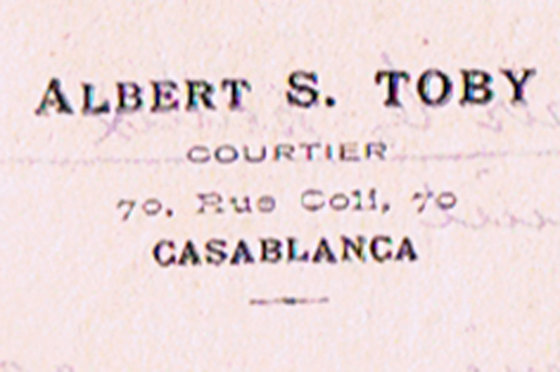 ALBERT S. TOBY
COURTIER
70, Rue Coli, 70
CASABLANCA